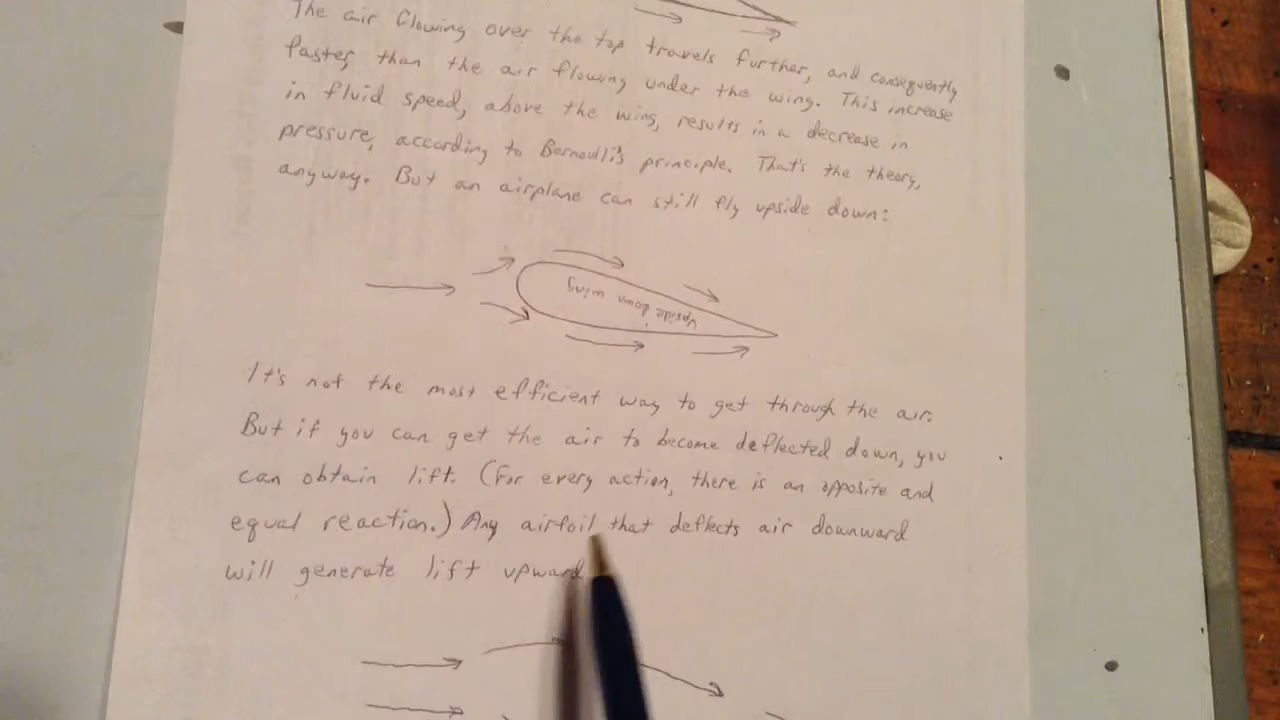 The air flowing over the top travels further, and consequently
faster, than the air flowing under the wing. This increase
in fluid speed, above the wing, results in a decrease in
pressure, according to Bernoulli's principle. That's the theory,
anyway. But an airplane can still fly upside down:
Upside down wing
It's not the most efficient way to get through the air.
But if you can get the air to become deflected down, you
can obtain lift. (For every action, there is an opposite and
equal reaction.) Any airfoil that deflects air downward
will generate lift upward